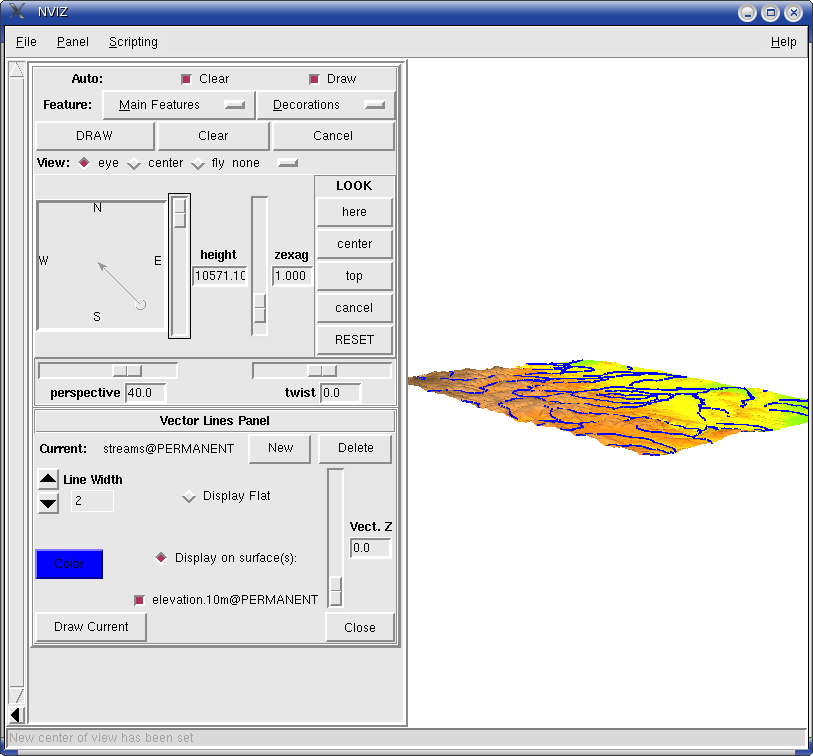 NVIZ
File Panel Scripting Help
Auto: Clear Draw
Feature: Main Features Decorations
DRAW Clear Cancel
View: eye center fly none
LOOK
here
center
top
cancel
RESET
N
W E
S
height
10571.10
zexag
1.000
perspective 40.0
twist 0.0
Vector Lines Panel
Current: streams@PERMANENT New Delete
Line Width
2
Display Flat
Vect. Z
0.0
Color
Display on surface(s):
elevation.10m@PERMANENT
Draw Current Close
New center of view has been set